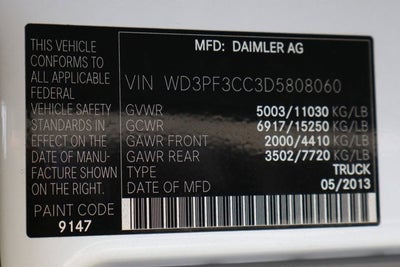 THIS VEHICLE
CONFORMS TO
ALL APPLICABLE
FEDERAL
VEHICLE SAFETY
STANDARDS IN
EFFECT ON THE
DATE OF MANU-
FACTURE SHOWN
ON THE RIGHT.
PAINT CODE
9147
MFD: DAIMLER AG
VIN WD3PF3CC3D5808060
GVWR 5003/11030 KG/LB
GCWR 6917/15250 KG/LB
GAWR FRONT 2000/4410 KG/LB
GAWR REAR 3502/7720 KG/LB
TYPE TRUCK
DATE OF MFD 05/2013